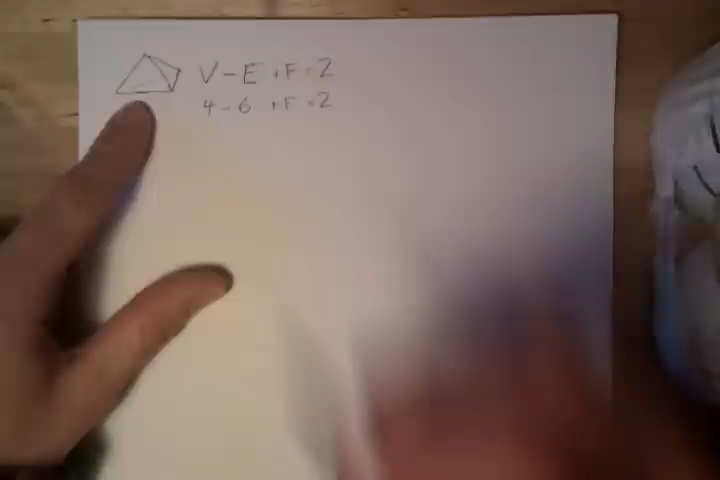 V - E + F = 2
4 - 6 + F = 2